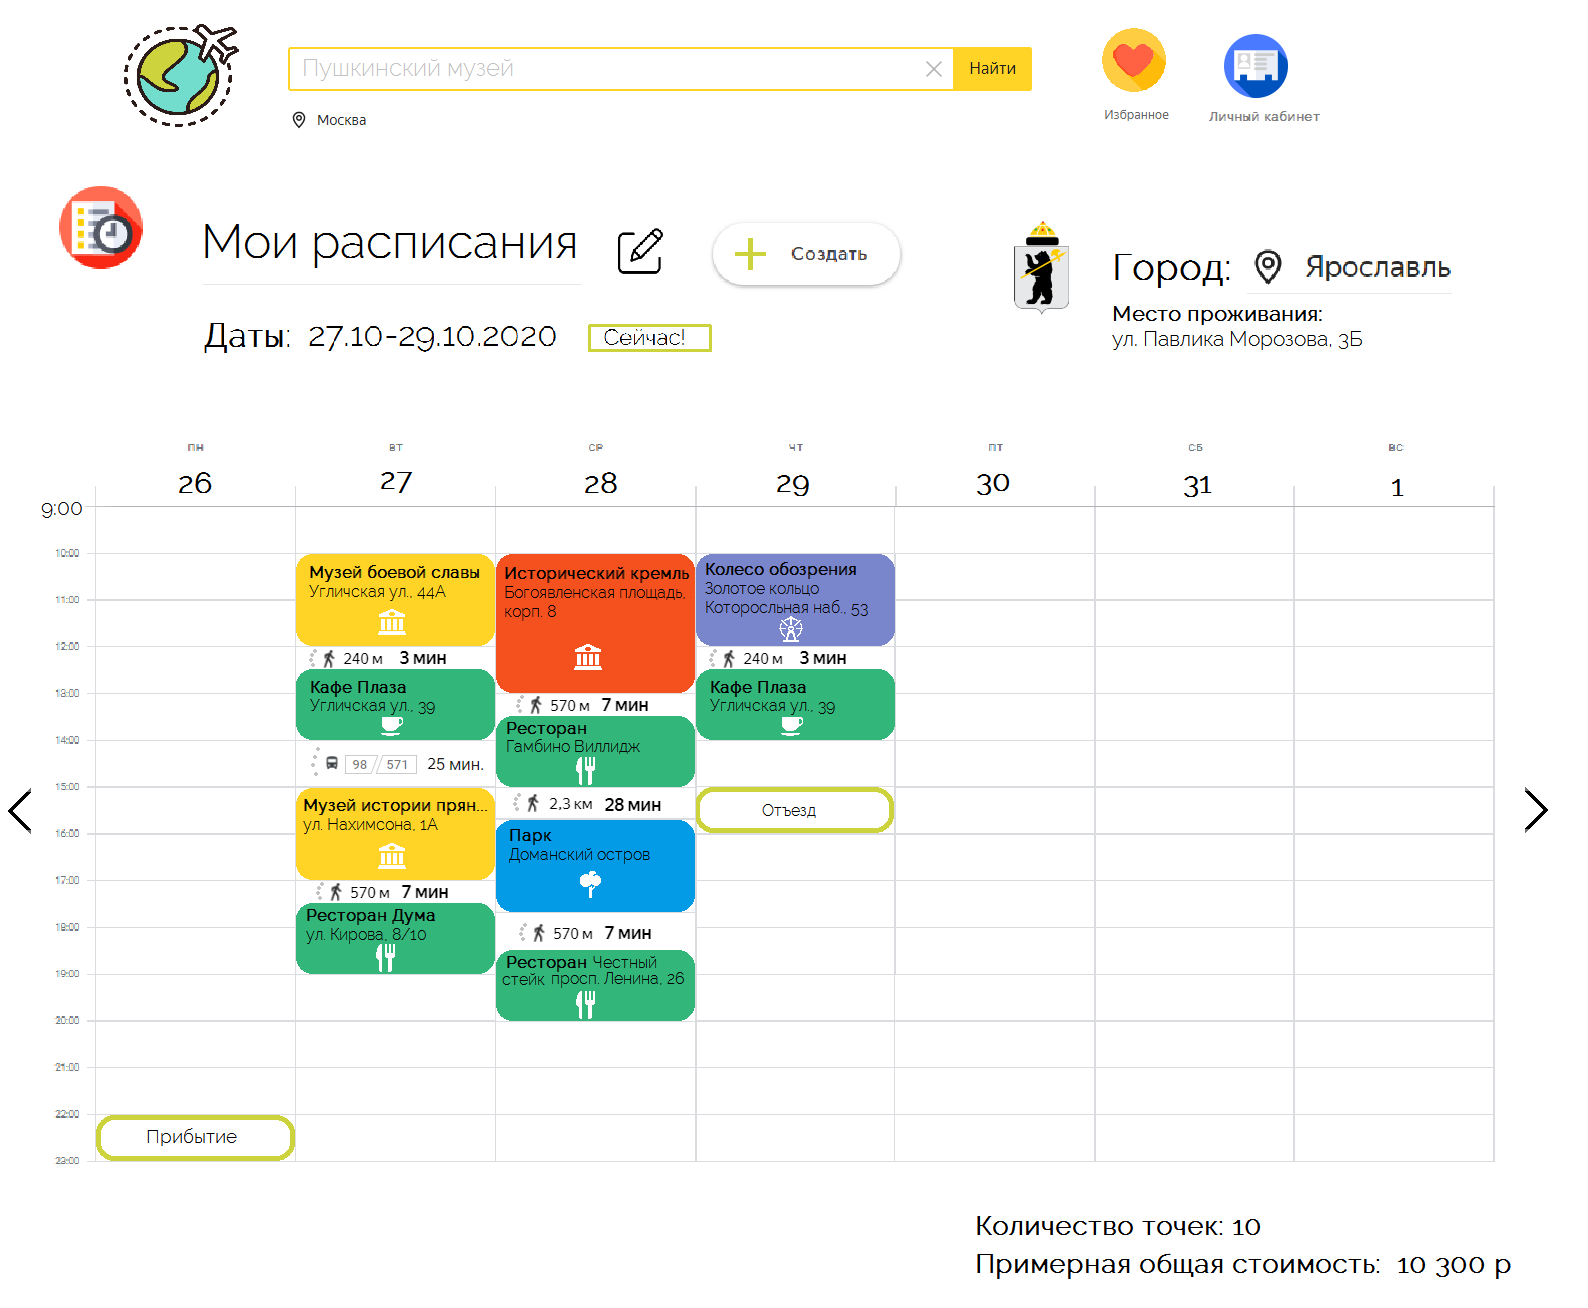 Пушкинский музей
Найти
Москва
Избранное
Личный кабинет
Мои расписания
Создать
Город: Ярославль
Место проживания:
ул. Павлика Морозова, 3Б
Даты: 27.10-29.10.2020
Сейчас!
ПН ВТ СР ЧТ ПТ СБ ВС
26 27 28 29 30 31 1
9:00
10:00
11:00
12:00
13:00
14:00
15:00
16:00
17:00
18:00
19:00
20:00
21:00
22:00
23:00
Прибытие
Музей боевой славы
Угличская ул., 44А
240 м 3 мин
Кафе Плаза
Угличская ул., 39
98 // 571 25 мин.
Музей истории прян...
ул. Нахимсона, 1А
570 м 7 мин
Ресторан Дума
ул. Кирова, 8/10
Исторический кремль
Богоявленская площадь,
корп. 8
570 м 7 мин
Ресторан
Гамбино Виллидж
2,3 км 28 мин
Парк
Доманский остров
570 м 7 мин
Ресторан Честный
стейк просп. Ленина, 26
Колесо обозрения
Золотое кольцо
Которосльная наб., 53
240 м 3 мин
Кафе Плаза
Угличская ул., 39
Отъезд
Количество точек: 10
Примерная общая стоимость: 10 300 р